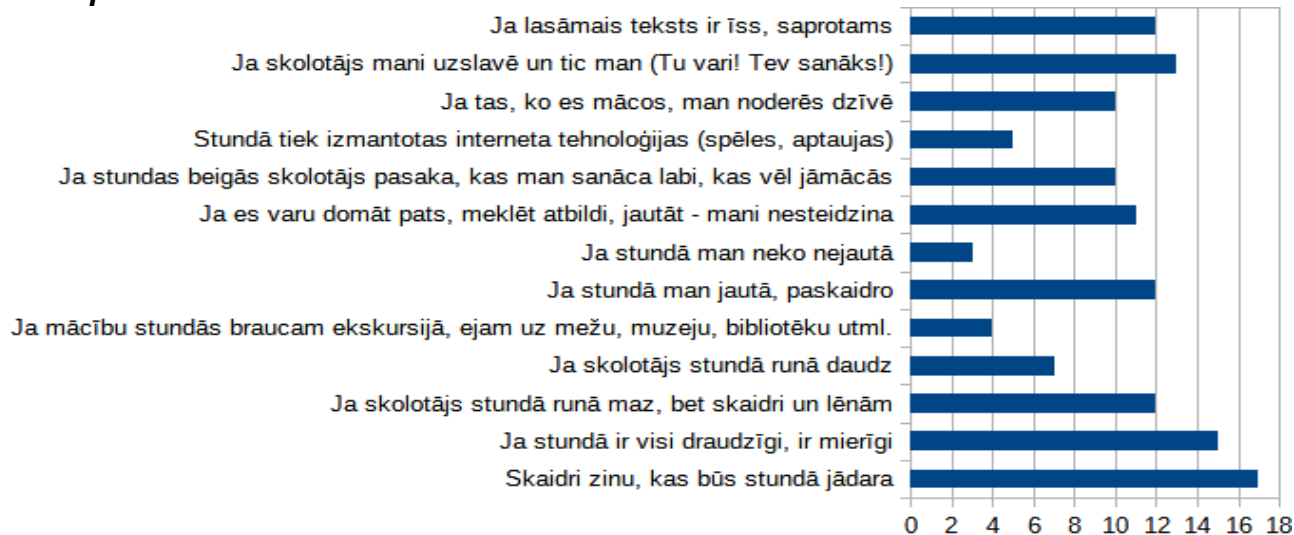 Ja lasāmais teksts ir īss, saprotams
Ja skolotājs mani uzslavē un tic man (Tu vari! Tev sanāks!)
Ja tas, ko es mācos, man noderēs dzīvē
Stundā tiek izmantotas interneta tehnoloģijas (spēles, aptaujas)
Ja stundas beigās skolotājs pasaka, kas man sanāca labi, kas vēl jāmācās
Ja es varu domāt pats, meklēt atbildi, jautāt - mani nesteidzina
Ja stundā man neko nejautā
Ja stundā man jautā, paskaidro
Ja mācību stundās braucam ekskursijā, ejam uz mežu, muzeju, bibliotēku utml.
Ja skolotājs stundā runā daudz
Ja skolotājs stundā runā maz, bet skaidri un lēnām
Ja stundā ir visi draudzīgi, ir mierīgi
Skaidri zinu, kas būs stundā jādara
0 2 4 6 8 10 12 14 16 18